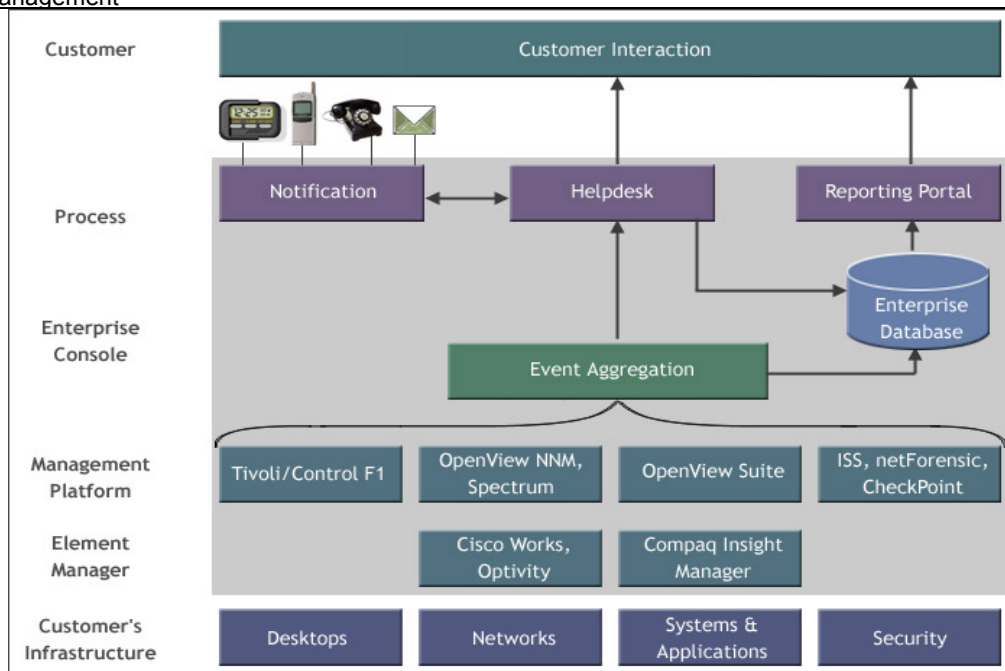 anagement
Customer
Customer Interaction
12:25
Notification
Helpdesk
Reporting Portal
Process
Enterprise
Console
Enterprise
Database
Event Aggregation
Management
Platform
Tivoli/Control F1
OpenView NNM,
Spectrum
OpenView Suite
ISS, netForensic,
CheckPoint
Element
Manager
Cisco Works,
Optivity
Compaq Insight
Manager
Customer's
Infrastructure
Desktops
Networks
Systems &
Applications
Security